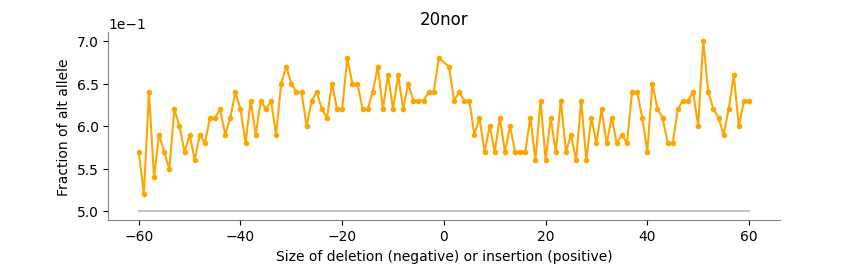 20nor
1e−1
7.0
6.5
6.0
5.5
5.0
Fraction of alt allele
−60 −40 −20 0 20 40 60
Size of deletion (negative) or insertion (positive)